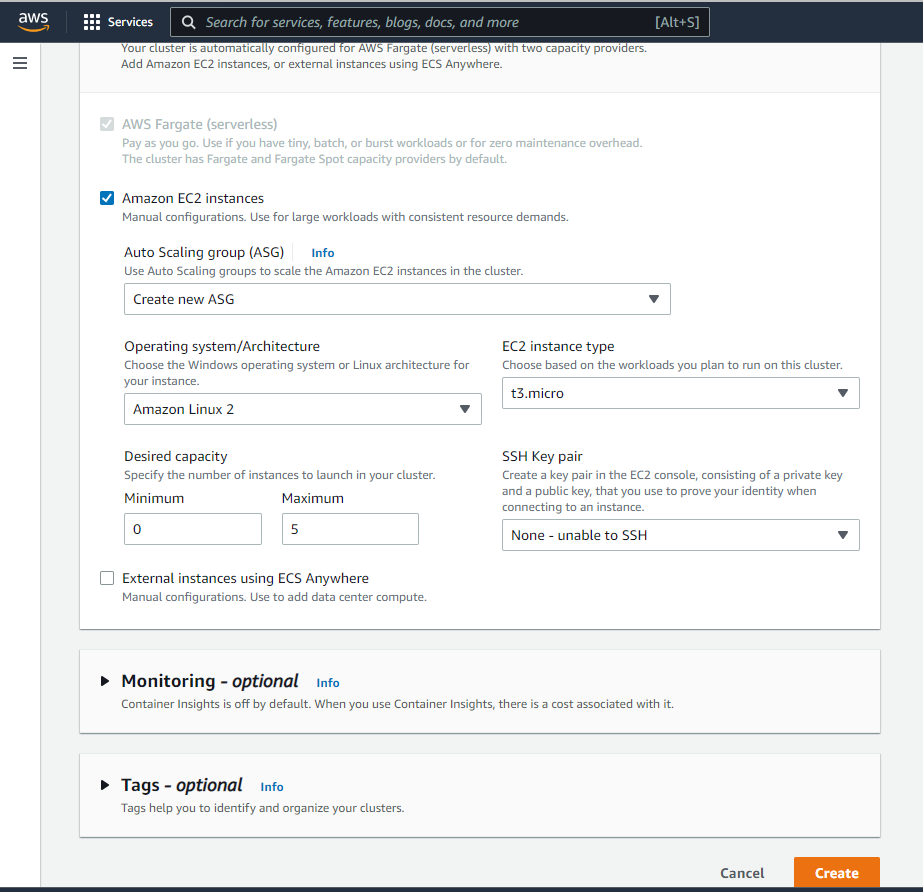 aws
Services
Search for services, features, blogs, docs, and more
[Alt+S]
Your cluster is automatically configured for AWS Fargate (serverless) with two capacity providers.
Add Amazon EC2 instances, or external instances using ECS Anywhere.
AWS Fargate (serverless)
Pay as you go. Use if you have tiny, batch, or burst workloads or for zero maintenance overhead.
The cluster has Fargate and Fargate Spot capacity providers by default.
Amazon EC2 instances
Manual configurations. Use for large workloads with consistent resource demands.
Auto Scaling group (ASG)
Info
Use Auto Scaling groups to scale the Amazon EC2 instances in the cluster.
Create new ASG
Operating system/Architecture
Choose the Windows operating system or Linux architecture for
your instance.
Amazon Linux 2
EC2 instance type
Choose based on the workloads you plan to run on this cluster.
t3.micro
Desired capacity
Specify the number of instances to launch in your cluster.
Minimum
Maximum
0
5
SSH Key pair
Create a key pair in the EC2 console, consisting of a private key
and a public key, that you use to prove your identity when
connecting to an instance.
None - unable to SSH
External instances using ECS Anywhere
Manual configurations. Use to add data center compute.
Monitoring - optional
Info
Container Insights is off by default. When you use Container Insights, there is a cost associated with it.
Tags - optional
Info
Tags help you to identify and organize your clusters.
Cancel
Create